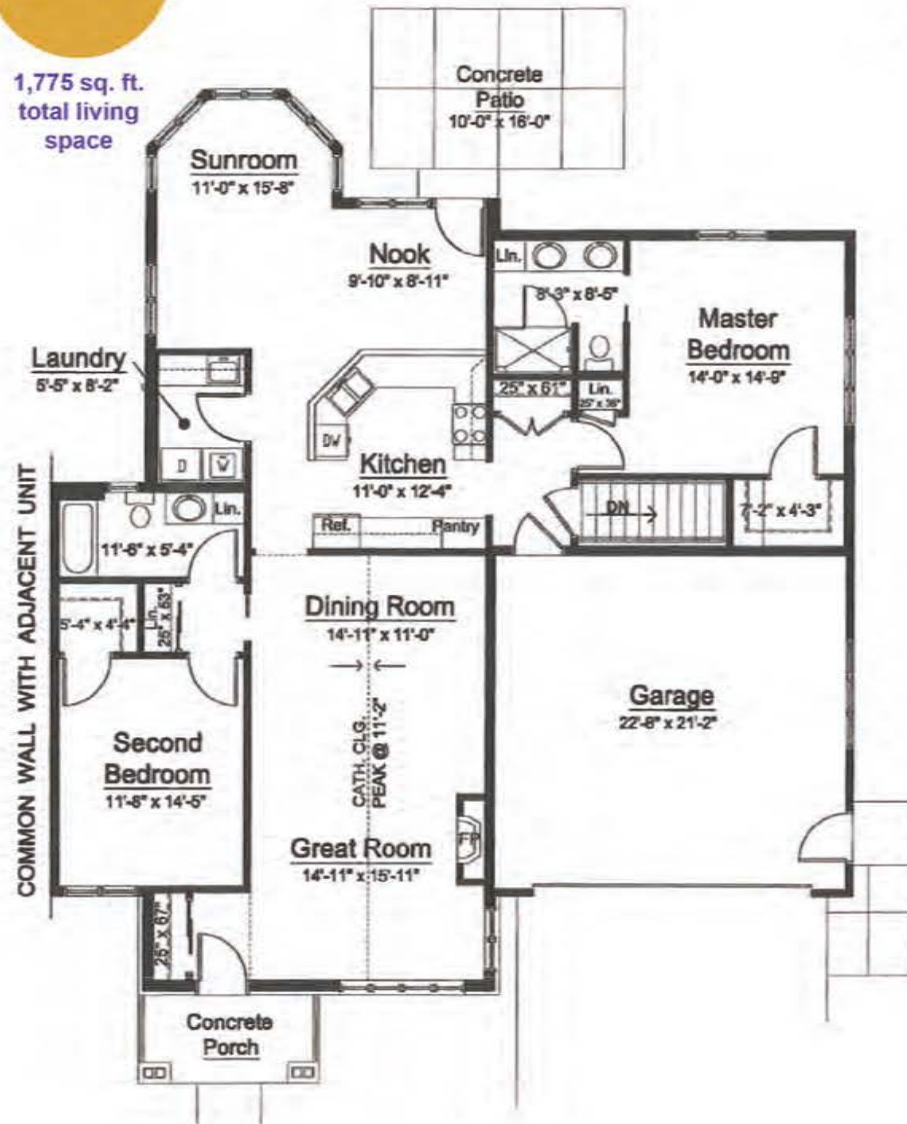 1,775 sq. ft.
total living
space
Concrete
Patio
10'-0" x 16'-0"
Sunroom
11'-0" x 15'-8"
Nook
9'-10" x 8'-11"
Lin.
8'-3" x 8'-5"
Master
Bedroom
14'-0" x 14'-9"
Laundry
5'-5" x 8'-2"
25" x 61"
Lin.
25" x 36"
DW
Kitchen
11'-0" x 12'-4"
D
W
DN
7'-2" x 4'-3"
Ref.
Pantry
Lin.
11'-6" x 5'-4"
COMMON WALL WITH ADJACENT UNIT
5'-4" x 4'-4"
Lin.
25" x 53"
Dining Room
14'-11" x 11'-0"
CATH. CLG.
PEAK @ 11'-2"
Garage
22'-8" x 21'-2"
Second
Bedroom
11'-8" x 14'-5"
FP
Great Room
14'-11" x 15'-11"
26" x 67"
Concrete
Porch